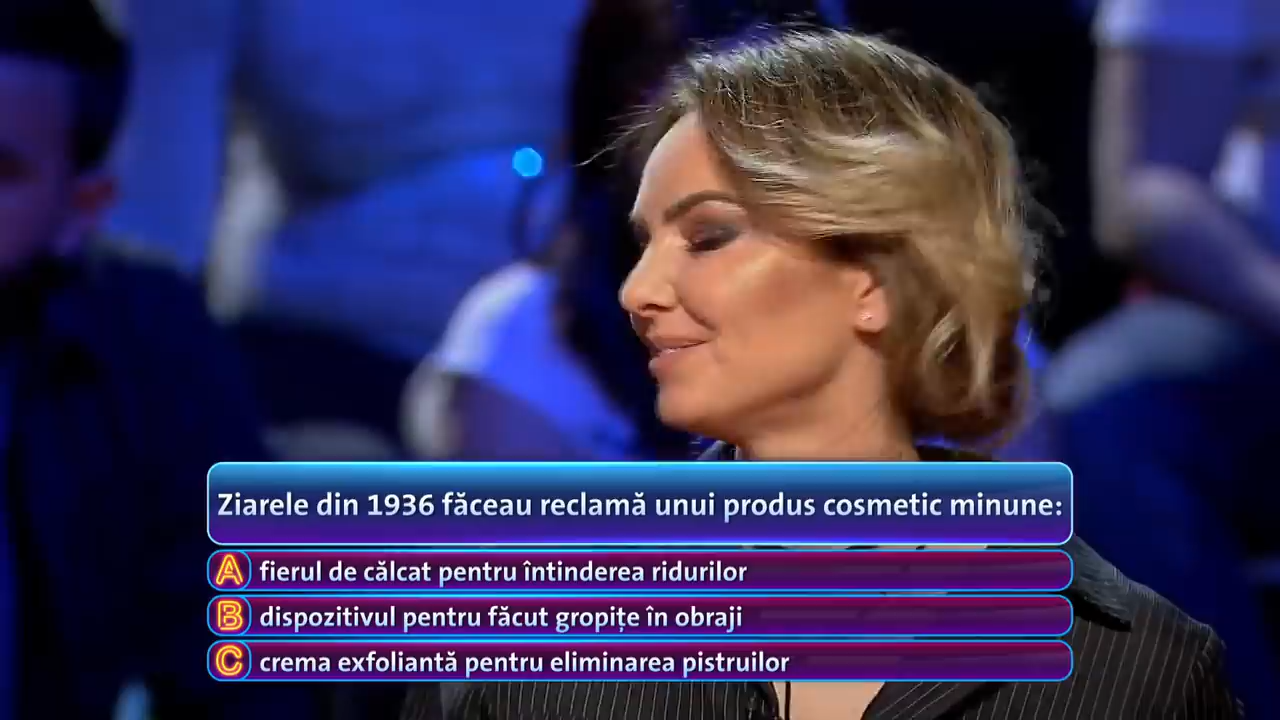 Ziarele din 1936 făceau reclamă unui produs cosmetic minune:
A fierul de călcat pentru întinderea ridurilor
B dispozitivul pentru făcut gropițe în obraji
C crema exfoliantă pentru eliminarea pistruilor